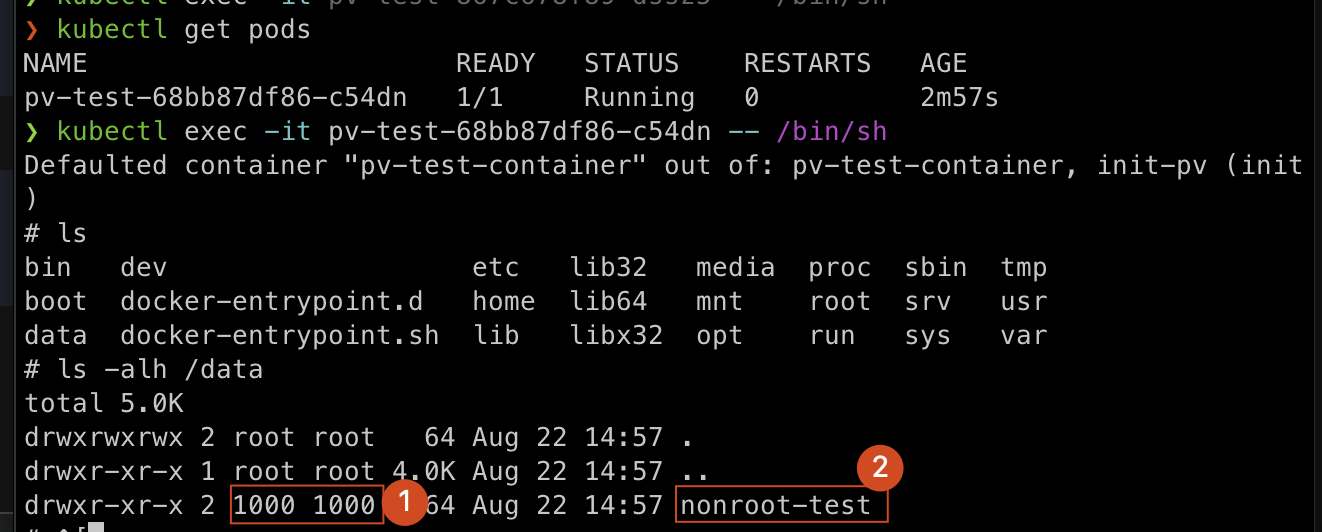 ❯ kubectl exec -it
❯ kubectl get pods
NAME READY STATUS RESTARTS AGE
pv-test-68bb87df86-c54dn 1/1 Running 0 2m57s
❯ kubectl exec -it pv-test-68bb87df86-c54dn -- /bin/sh
Defaulted container "pv-test-container" out of: pv-test-container, init-pv (init
)
# ls
bin dev etc lib32 media proc sbin tmp
boot docker-entrypoint.d home lib64 mnt root srv usr
data docker-entrypoint.sh lib libx32 opt run sys var
# ls -alh /data
total 5.0K
drwxrwxrwx 2 root root 64 Aug 22 14:57 .
drwxr-xr-x 1 root root 4.0K Aug 22 14:57 ..
2
drwxr-xr-x 2 1000 1000 1 64 Aug 22 14:57 nonroot-test